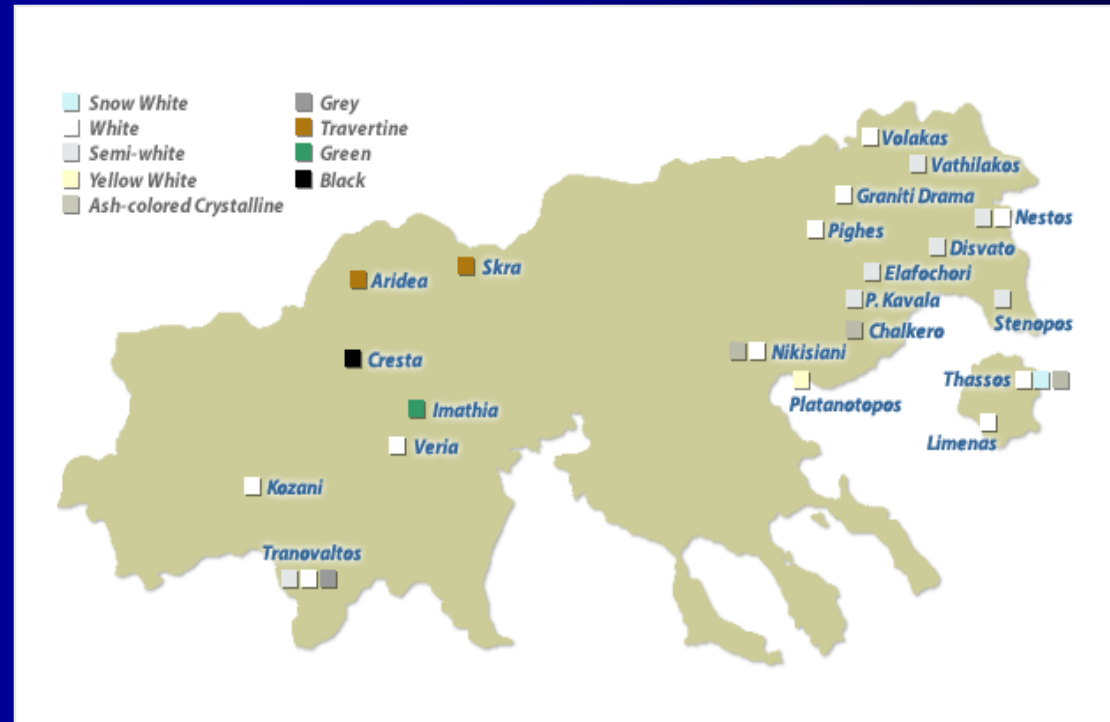 Snow White
White
Semi-white
Yellow White
Ash-colored Crystalline
Grey
Travertine
Green
Black
Volakas
Vathilakos
Graniti Drama
Nestos
Pighes
Disvato
Skra
Aridea
Elafochori
P. Kavala
Stenopos
Chalkero
Nikisiani
Cresta
Thassos
Platanotopos
Imathia
Limenas
Veria
Kozani
Tranovaltos